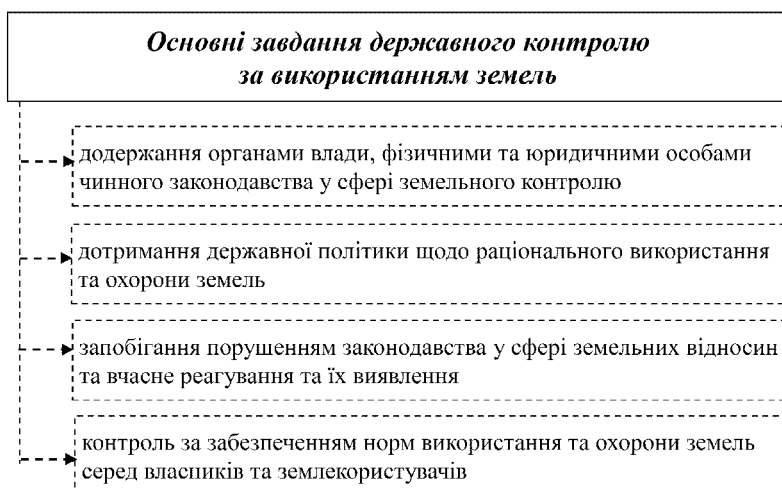 Основні завдання державного контролю
за використанням земель
додержання органами влади, фізичними та юридичними особами
чинного законодавства у сфері земельного контролю
дотримання державної політики щодо раціонального використання
та охорони земель
запобігання порушенням законодавства у сфері земельних відносин
та вчасне реагування та їх виявлення
контроль за забезпеченням норм використання та охорони земель
серед власників та землекористувачів